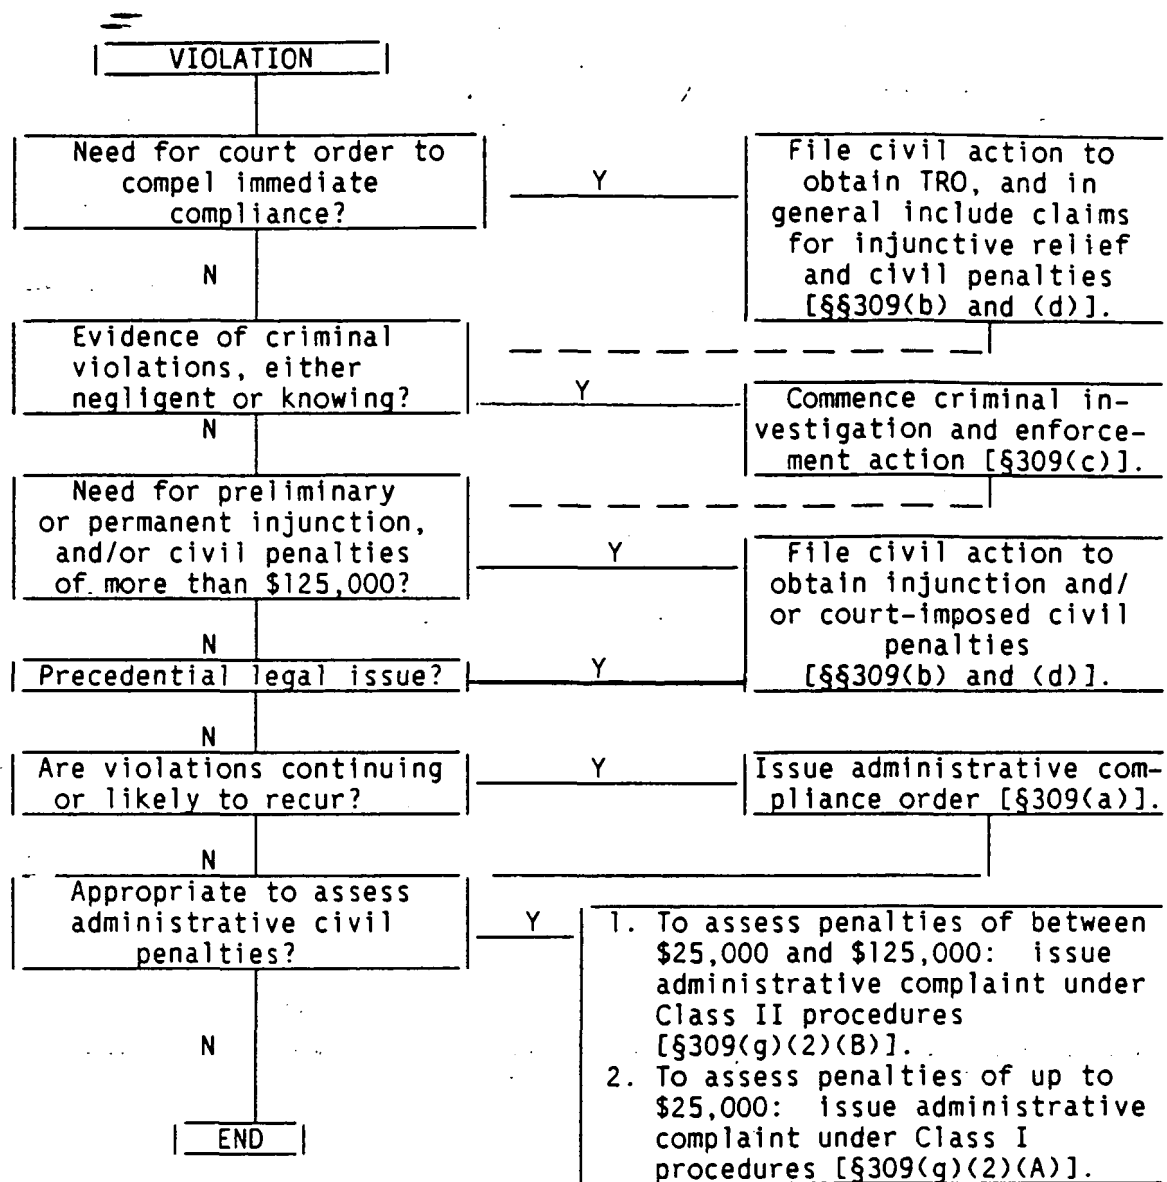 VIOLATION
Need for court order to
compel immediate
compliance?
Y
File civil action to
obtain TRO, and in
general include claims
for injunctive relief
and civil penalties
[§§309(b) and (d)].
N
Evidence of criminal
violations, either
negligent or knowing?
Y
Commence criminal in-
vestigation and enforce-
ment action [§309(c)].
N
Need for preliminary
or permanent injunction,
and/or civil penalties
of more than $125,000?
Y
File civil action to
obtain injunction and/
or court-imposed civil
penalties
[§§309(b) and (d)].
N
Precedential legal issue?
Y
N
Are violations continuing
or likely to recur?
Y
Issue administrative com-
pliance order [§309(a)].
N
Appropriate to assess
administrative civil
penalties?
Y
1. To assess penalties of between
$25,000 and $125,000: issue
administrative complaint under
Class II procedures
[§309(g)(2)(B)].
2. To assess penalties of up to
$25,000: issue administrative
complaint under Class I
procedures [§309(g)(2)(A)].
N
END